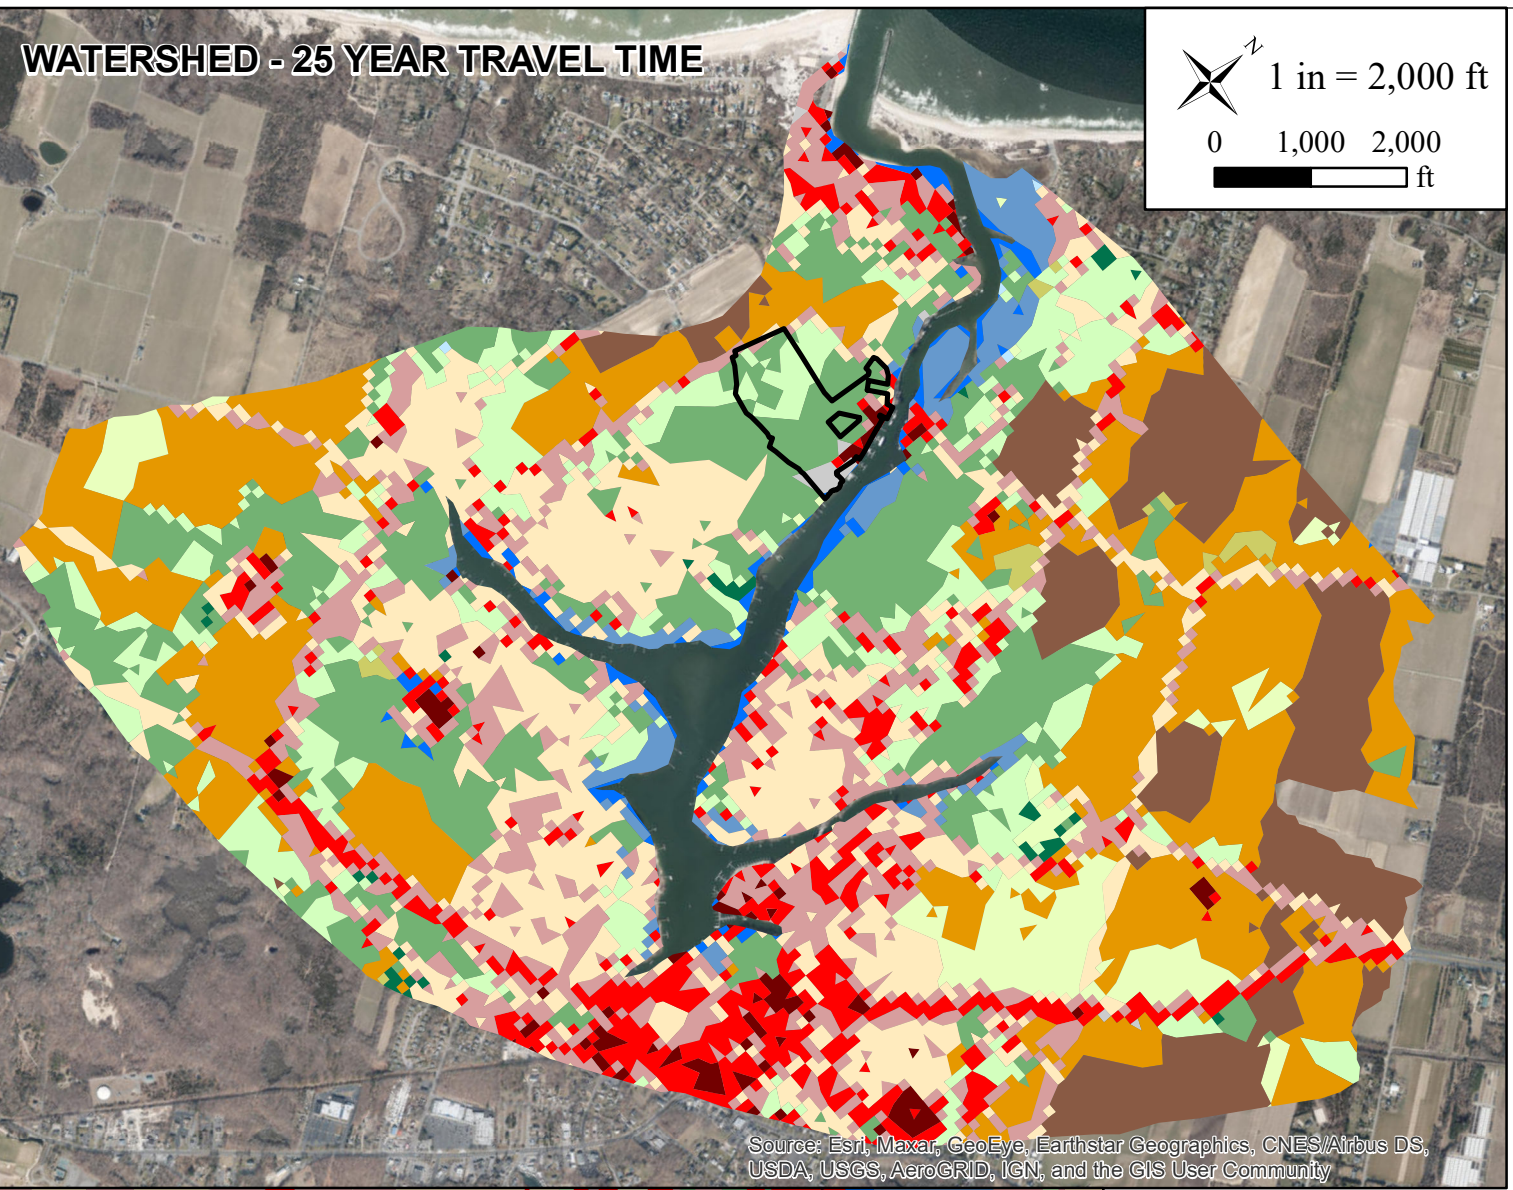 WATERSHED - 25 YEAR TRAVEL TIME
N
1 in = 2,000 ft
0 1,000 2,000
ft
Source: Esri, Maxar, GeoEye, Earthstar Geographics, CNES/Airbus DS,
USDA, USGS, AeroGRID, IGN, and the GIS User Community